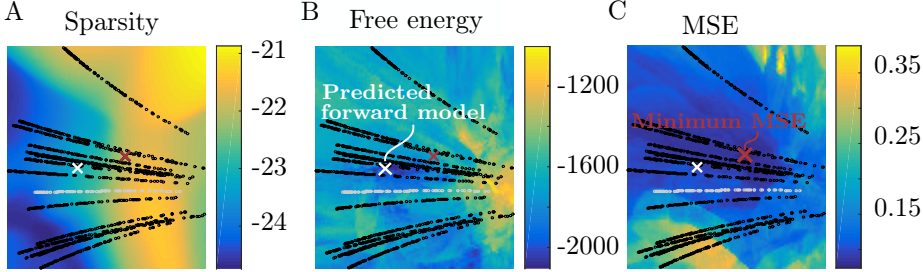 A
Sparsity
-21
-22
-23
-24
B
Free energy
Predicted
forward model
-1200
-1600
-2000
C
MSE
Minimum MSE
0.35
0.25
0.15